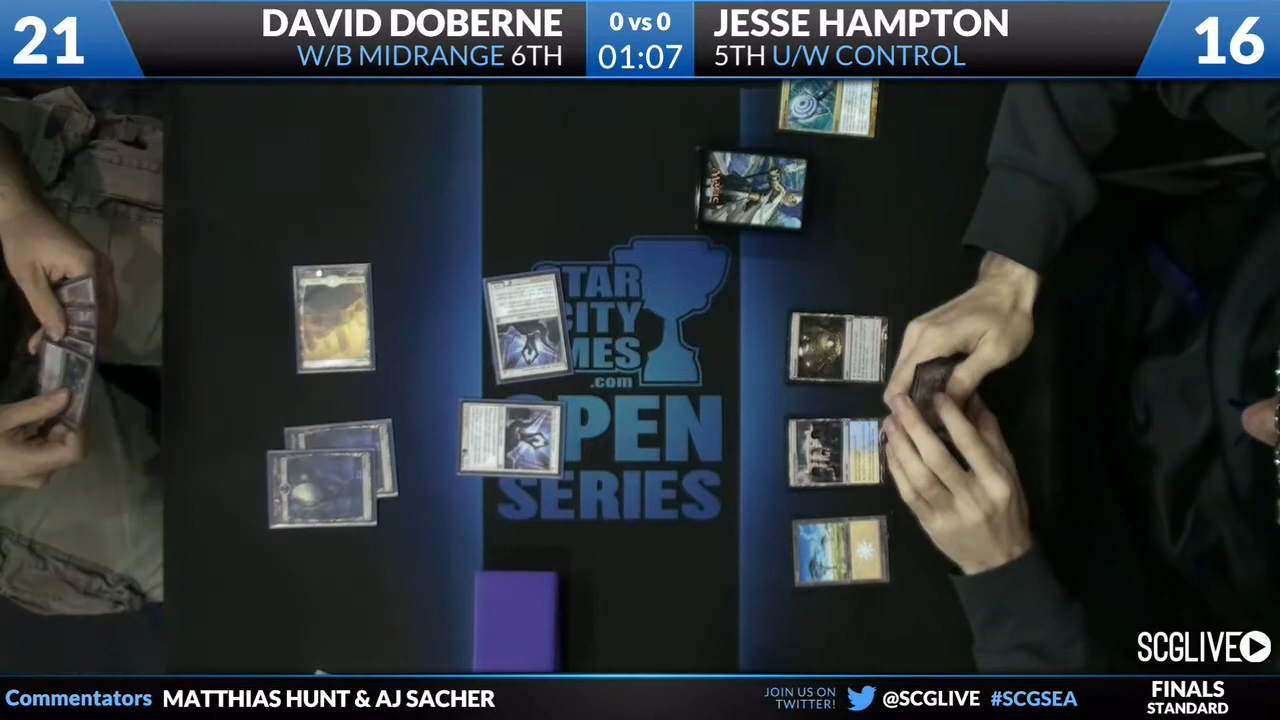 21
DAVID DOBERNE
W/B MIDRANGE 6TH
0 vs 0
01:07
JESSE HAMPTON
5TH U/W CONTROL
16
STAR
CITY
GAMES
.com
OPEN
SERIES
SCGLIVE
Commentators MATTHIAS HUNT & AJ SACHER
JOIN US ON
TWITTER!
@SCGLIVE #SCGSEA
FINALS
STANDARD